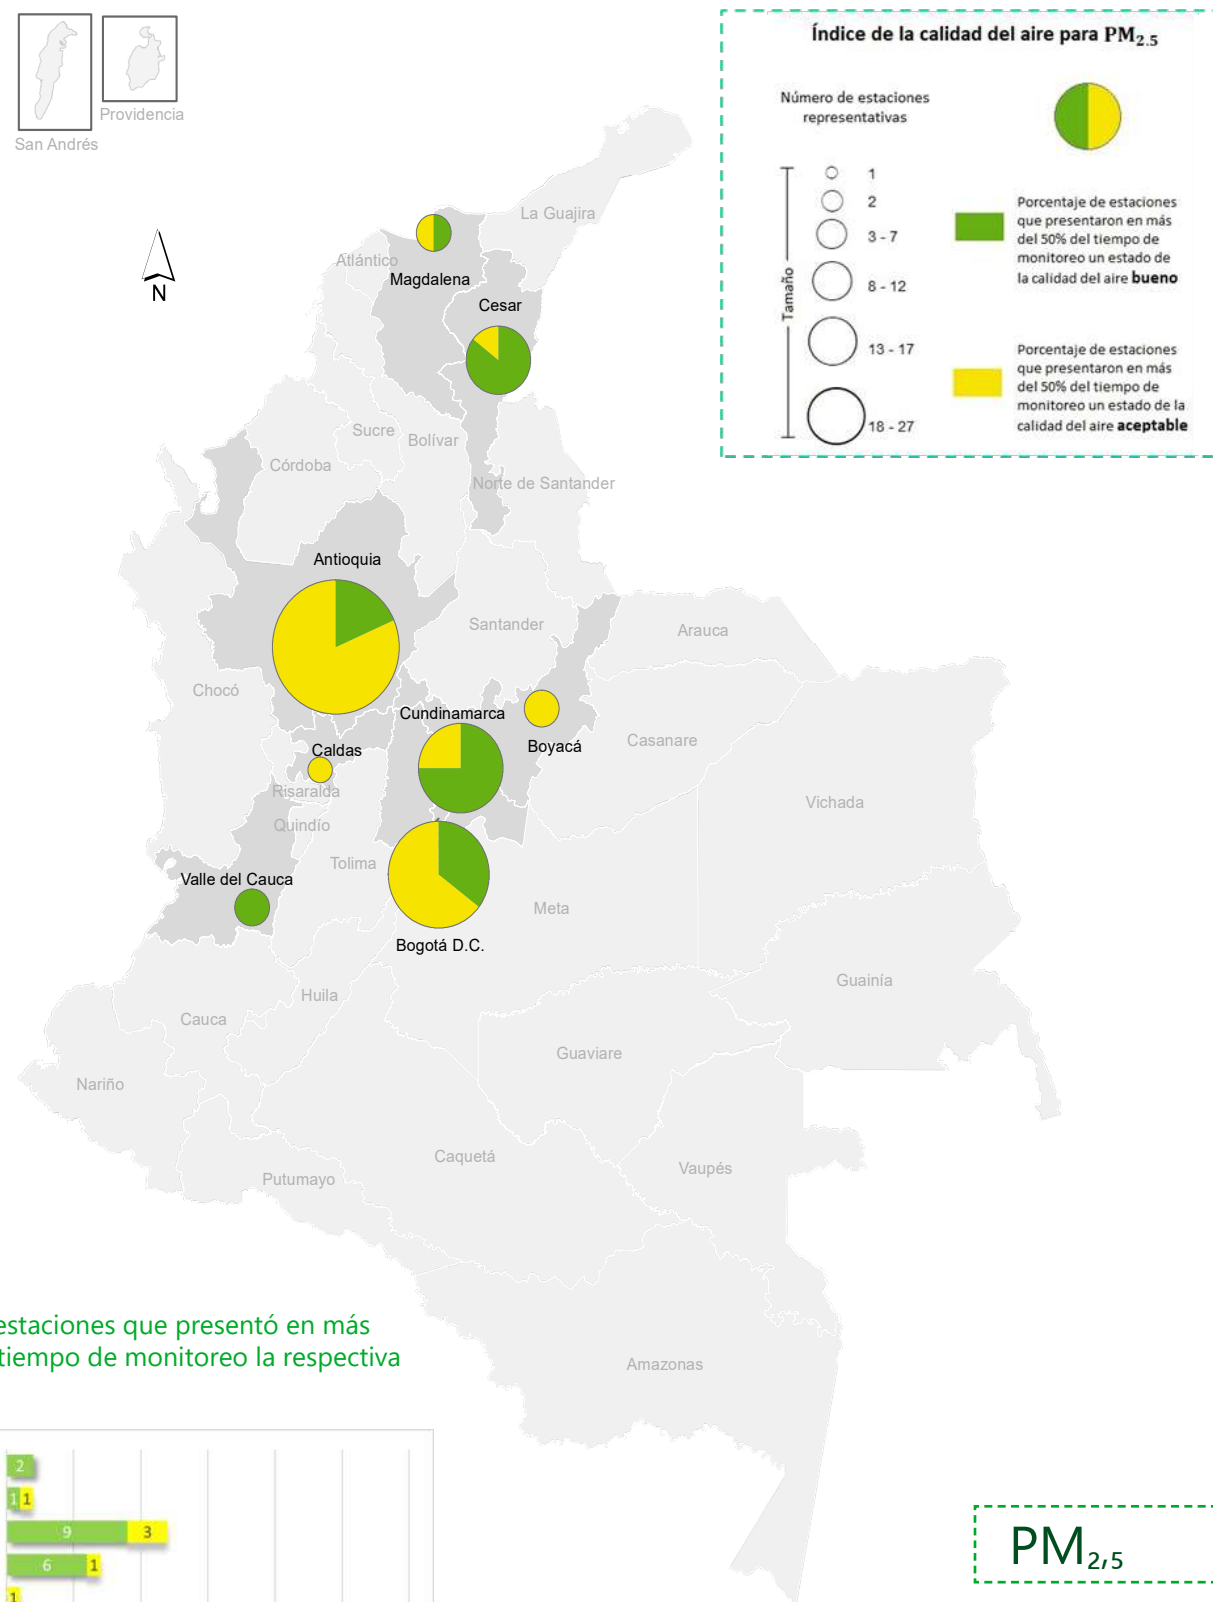 Providencia
San Andrés
N
Índice de la calidad del aire para PM2.5
Número de estaciones
representativas
Tamaño
1
2
3 - 7
8 - 12
13 - 17
18 - 27
Porcentaje de estaciones
que presentaron en más
del 50% del tiempo de
monitoreo un estado de
la calidad del aire bueno
Porcentaje de estaciones
que presentaron en más
del 50% del tiempo de
monitoreo un estado de la
calidad del aire aceptable
La Guajira
Atlántico
Magdalena
Cesar
Sucre
Bolívar
Córdoba
Norte de Santander
Antioquia
Santander
Arauca
Chocó
Cundinamarca
Boyacá
Casanare
Caldas
Risaralda
Vichada
Quindío
Tolima
Valle del Cauca
Meta
Bogotá D.C.
Guainía
Huila
Cauca
Guaviare
Nariño
Caquetá
Vaupés
Putumayo
Amazonas
estaciones que presentó en más
tiempo de monitoreo la respectiva
2
1 1
9 3
6 1
1
PM2,5